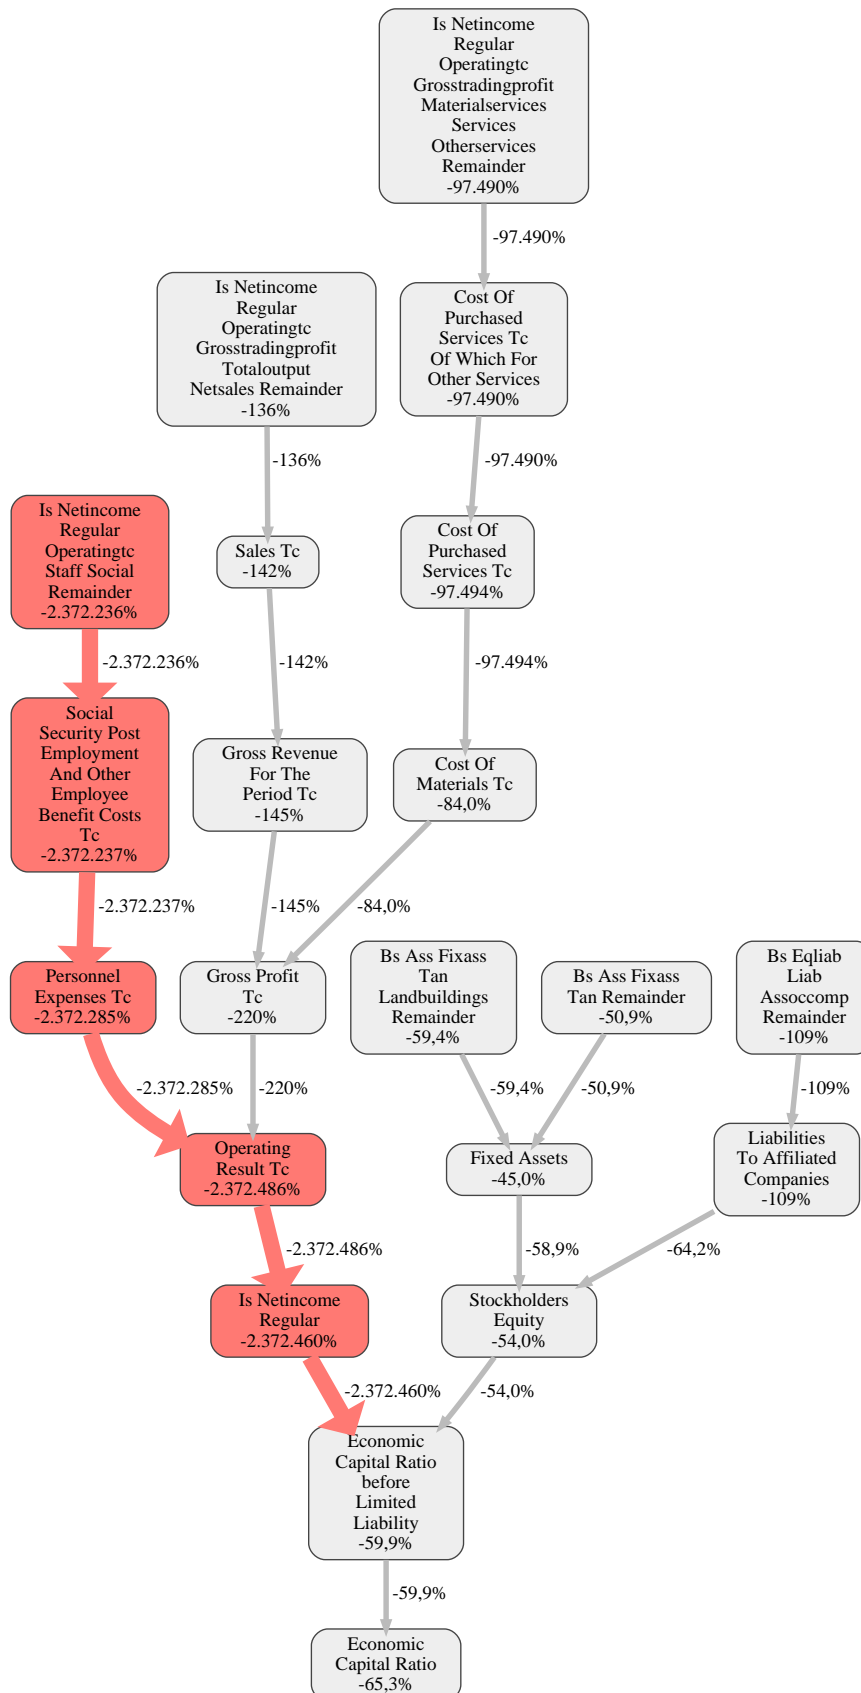 Is Netincome
Regular
Operatingtc
Grosstradingprofit
Materialservices
Services
Otherservices
Remainder
-97.490%
-97.490%
Is Netincome
Regular
Operatingtc
Grosstradingprofit
Totaloutput
Netsales Remainder
-136%
Cost Of
Purchased
Services Tc
Of Which For
Other Services
-97.490%
-136%
-97.490%
Is Netincome
Regular
Operatingtc
Staff Social
Remainder
-2.372.236%
Sales Tc
-142%
Cost Of
Purchased
Services Tc
-97.494%
-2.372.236%
-142%
-97.494%
Social
Security Post
Employment
And Other
Employee
Benefit Costs
Tc
-2.372.237%
Gross Revenue
For The
Period Tc
-145%
Cost Of
Materials Tc
-84,0%
-2.372.237%
-145%
-84,0%
Personnel
Expenses Tc
-2.372.285%
Gross Profit
Tc
-220%
Bs Ass Fixass
Tan
Landbuildings
Remainder
-59,4%
Bs Ass Fixass
Tan Remainder
-50,9%
Bs Eqliab
Liab
Assoccomp
Remainder
-109%
-2.372.285%
-220%
-59,4%
-50,9%
-109%
Operating
Result Tc
-2.372.486%
Fixed Assets
-45,0%
Liabilities
To Affiliated
Companies
-109%
-2.372.486%
-58,9%
-64,2%
Is Netincome
Regular
-2.372.460%
Stockholders
Equity
-54,0%
-2.372.460%
-54,0%
Economic
Capital Ratio
before
Limited
Liability
-59,9%
-59,9%
Economic
Capital Ratio
-65,3%